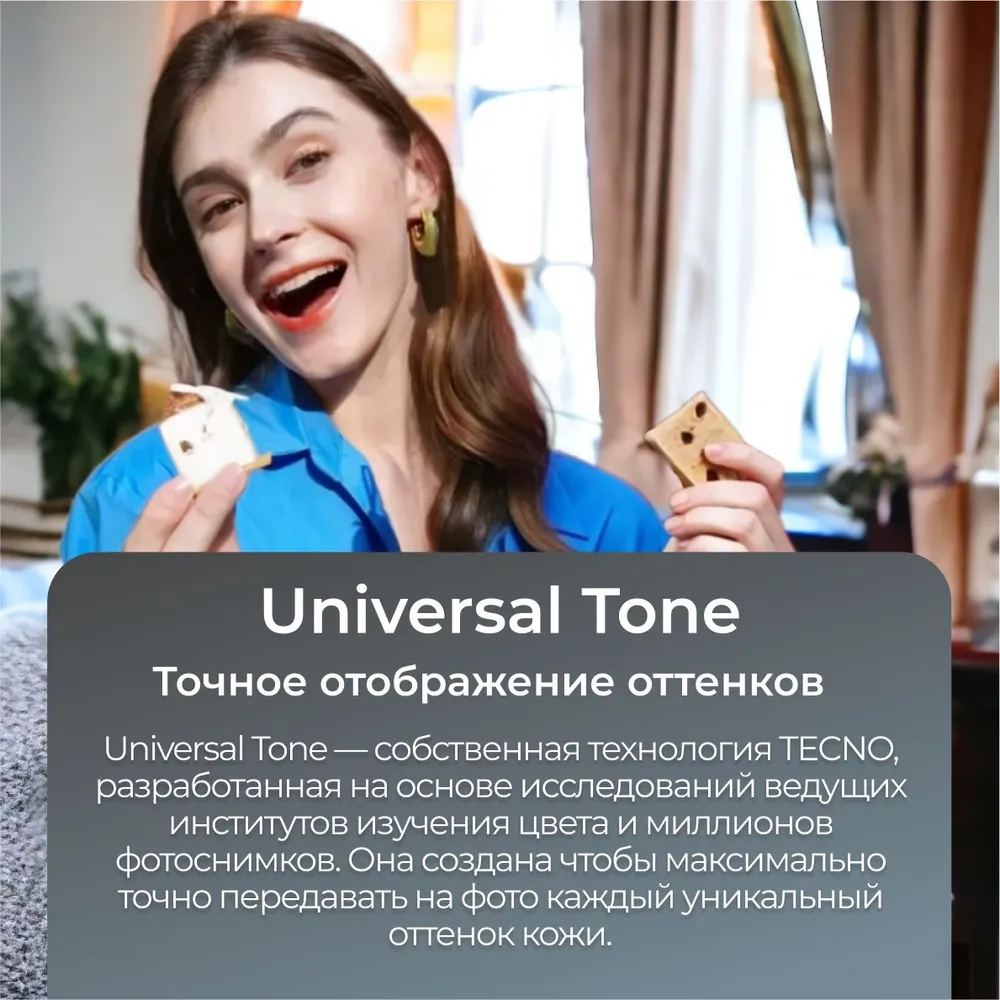 Universal Tone
Точное отображение оттенков
Universal Tone — собственная технология TECNO,
разработанная на основе исследований ведущих
институтов изучения цвета и миллионов
фотоснимков. Она создана чтобы максимально
точно передавать на фото каждый уникальный
оттенок кожи.